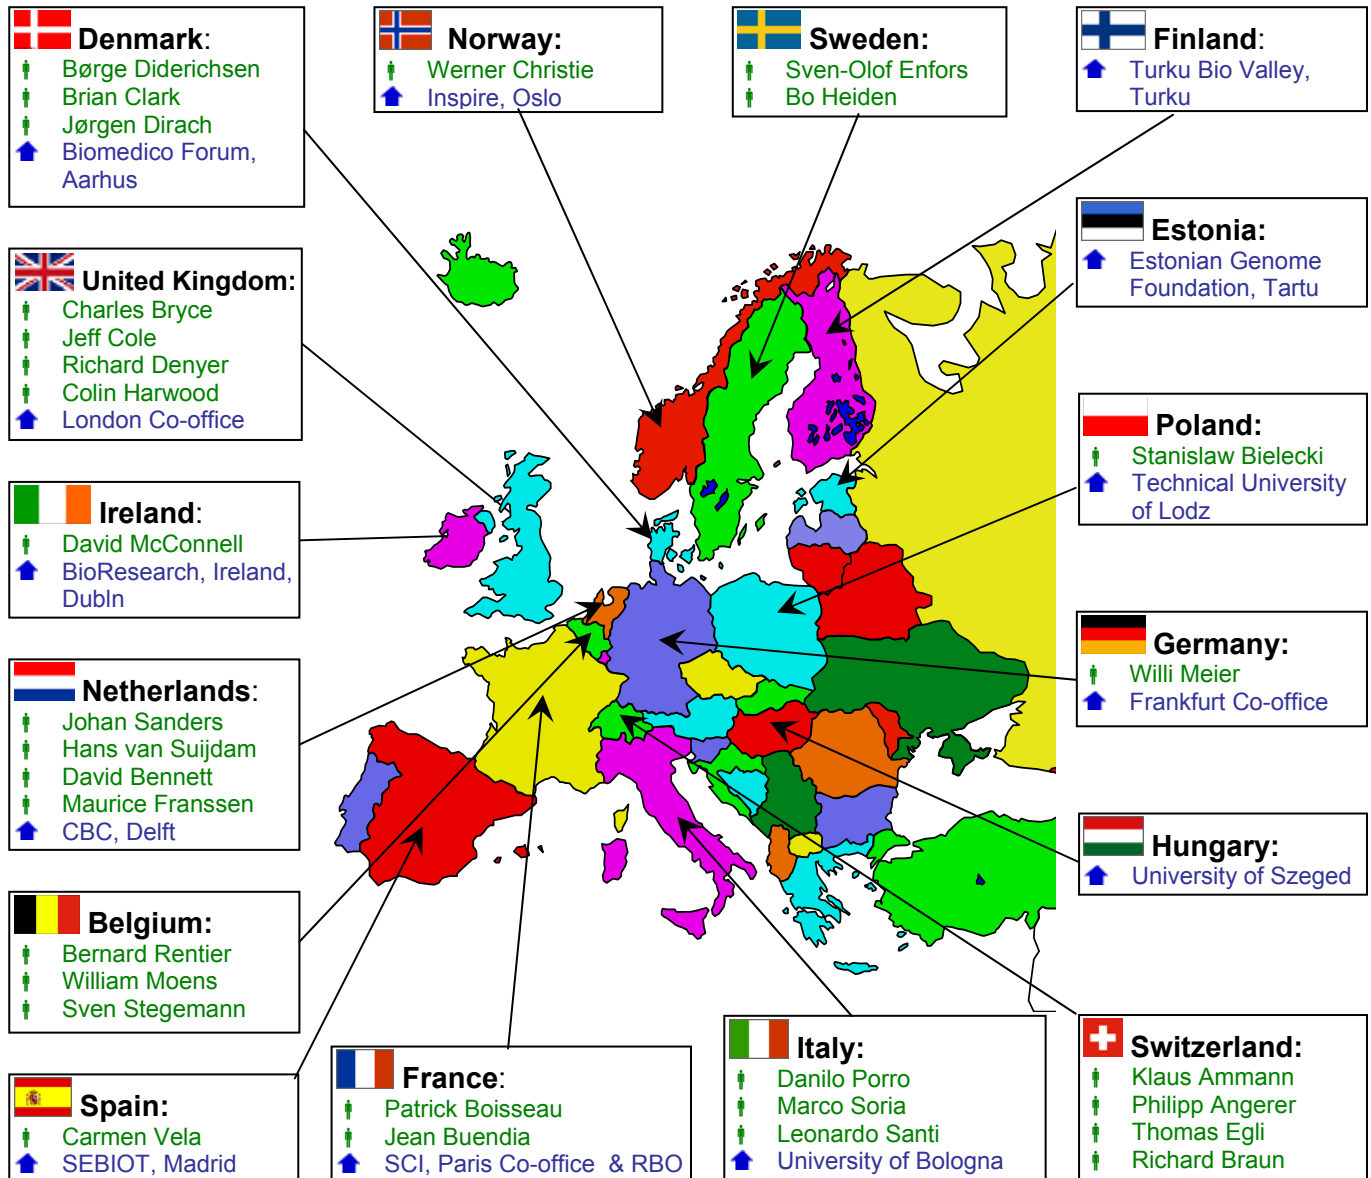 Denmark:
Børge Diderichsen
Brian Clark
Jørgen Dirach
Biomedico Forum,
Aarhus
Norway:
Werner Christie
Inspire, Oslo
Sweden:
Sven-Olof Enfors
Bo Heiden
Finland:
Turku Bio Valley,
Turku
United Kingdom:
Charles Bryce
Jeff Cole
Richard Denyer
Colin Harwood
London Co-office
Estonia:
Estonian Genome
Foundation, Tartu
Poland:
Stanislaw Bielecki
Technical University
of Lodz
Ireland:
David McConnell
BioResearch, Ireland,
Dubln
Germany:
Willi Meier
Frankfurt Co-office
Netherlands:
Johan Sanders
Hans van Suijdam
David Bennett
Maurice Franssen
CBC, Delft
Hungary:
University of Szeged
Belgium:
Bernard Rentier
William Moens
Sven Stegemann
Spain:
Carmen Vela
SEBIOT, Madrid
France:
Patrick Boisseau
Jean Buendia
SCI, Paris Co-office & RBO
Italy:
Danilo Porro
Marco Soria
Leonardo Santi
University of Bologna
Switzerland:
Klaus Ammann
Philipp Angerer
Thomas Egli
Richard Braun